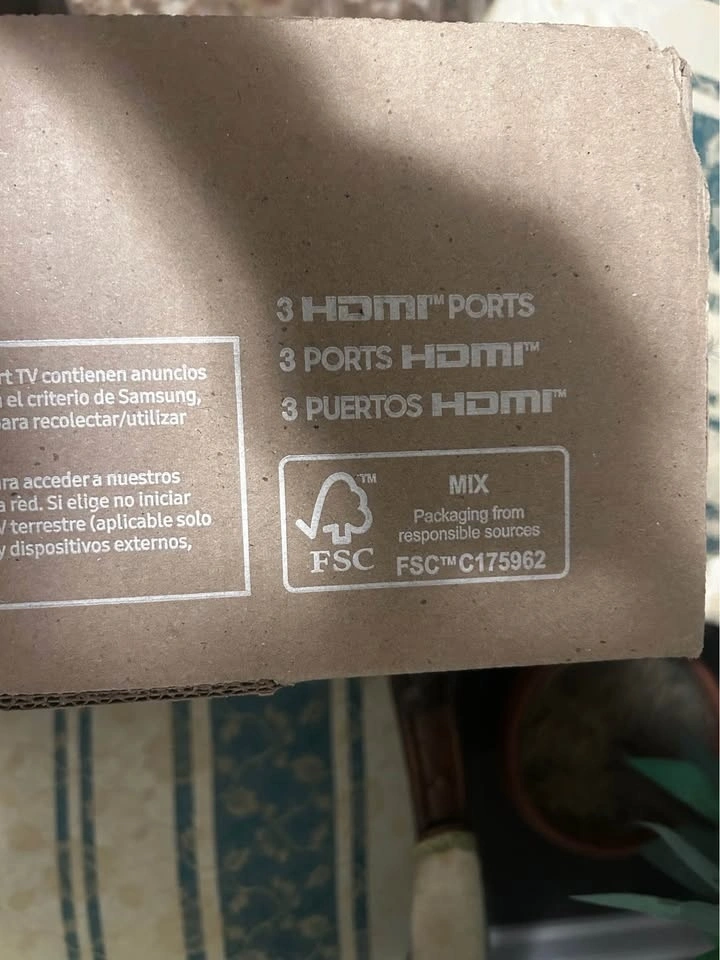 rt TV contienen anuncios
el criterio de Samsung,
ara recolectar/utilizar
ra acceder a nuestros
a red. Si elige no iniciar
terrestre (aplicable solo
y dispositivos externos,
3 HDMI™ PORTS
3 PORTS HDMI™
3 PUERTOS HDMI™
FSC™
MIX
Packaging from
responsible sources
FSC™ C175962